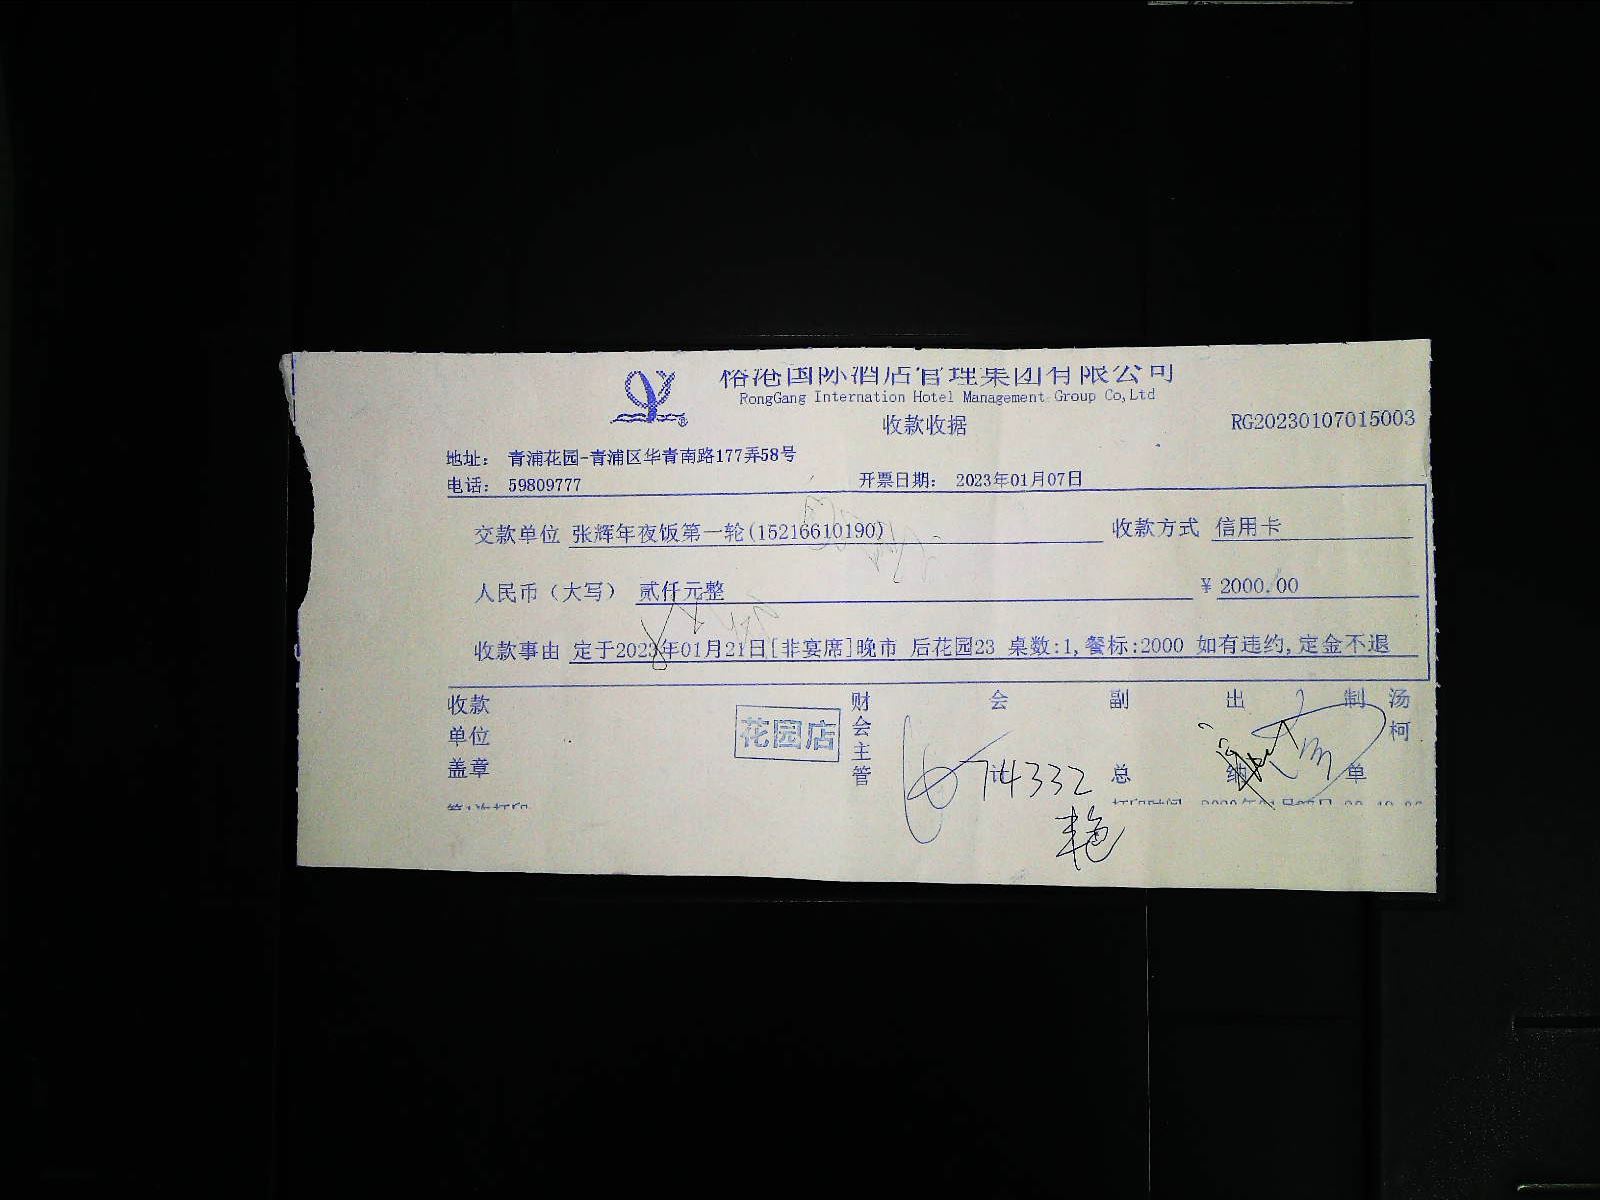 裕港国际酒店管理集团有限公司
RongGang Internation Hotel Management Group Co,Ltd
收款收据
RG20230107015003
地址: 青浦花园-青浦区华青南路177弄58号
电话: 59809777 开票日期: 2023年01月07日
交款单位 张辉年夜饭第一轮(15216610190) 收款方式 信用卡
人民币（大写） 贰仟元整 ¥ 2000.00
收款事由 定于2023年01月21日[非宴席]晚市 后花园23 桌数:1,餐标:2000 如有违约,定金不退
收款单位盖章
花园店
财会主管 会计 副总 出纳 制单 汤柯
14332
艳